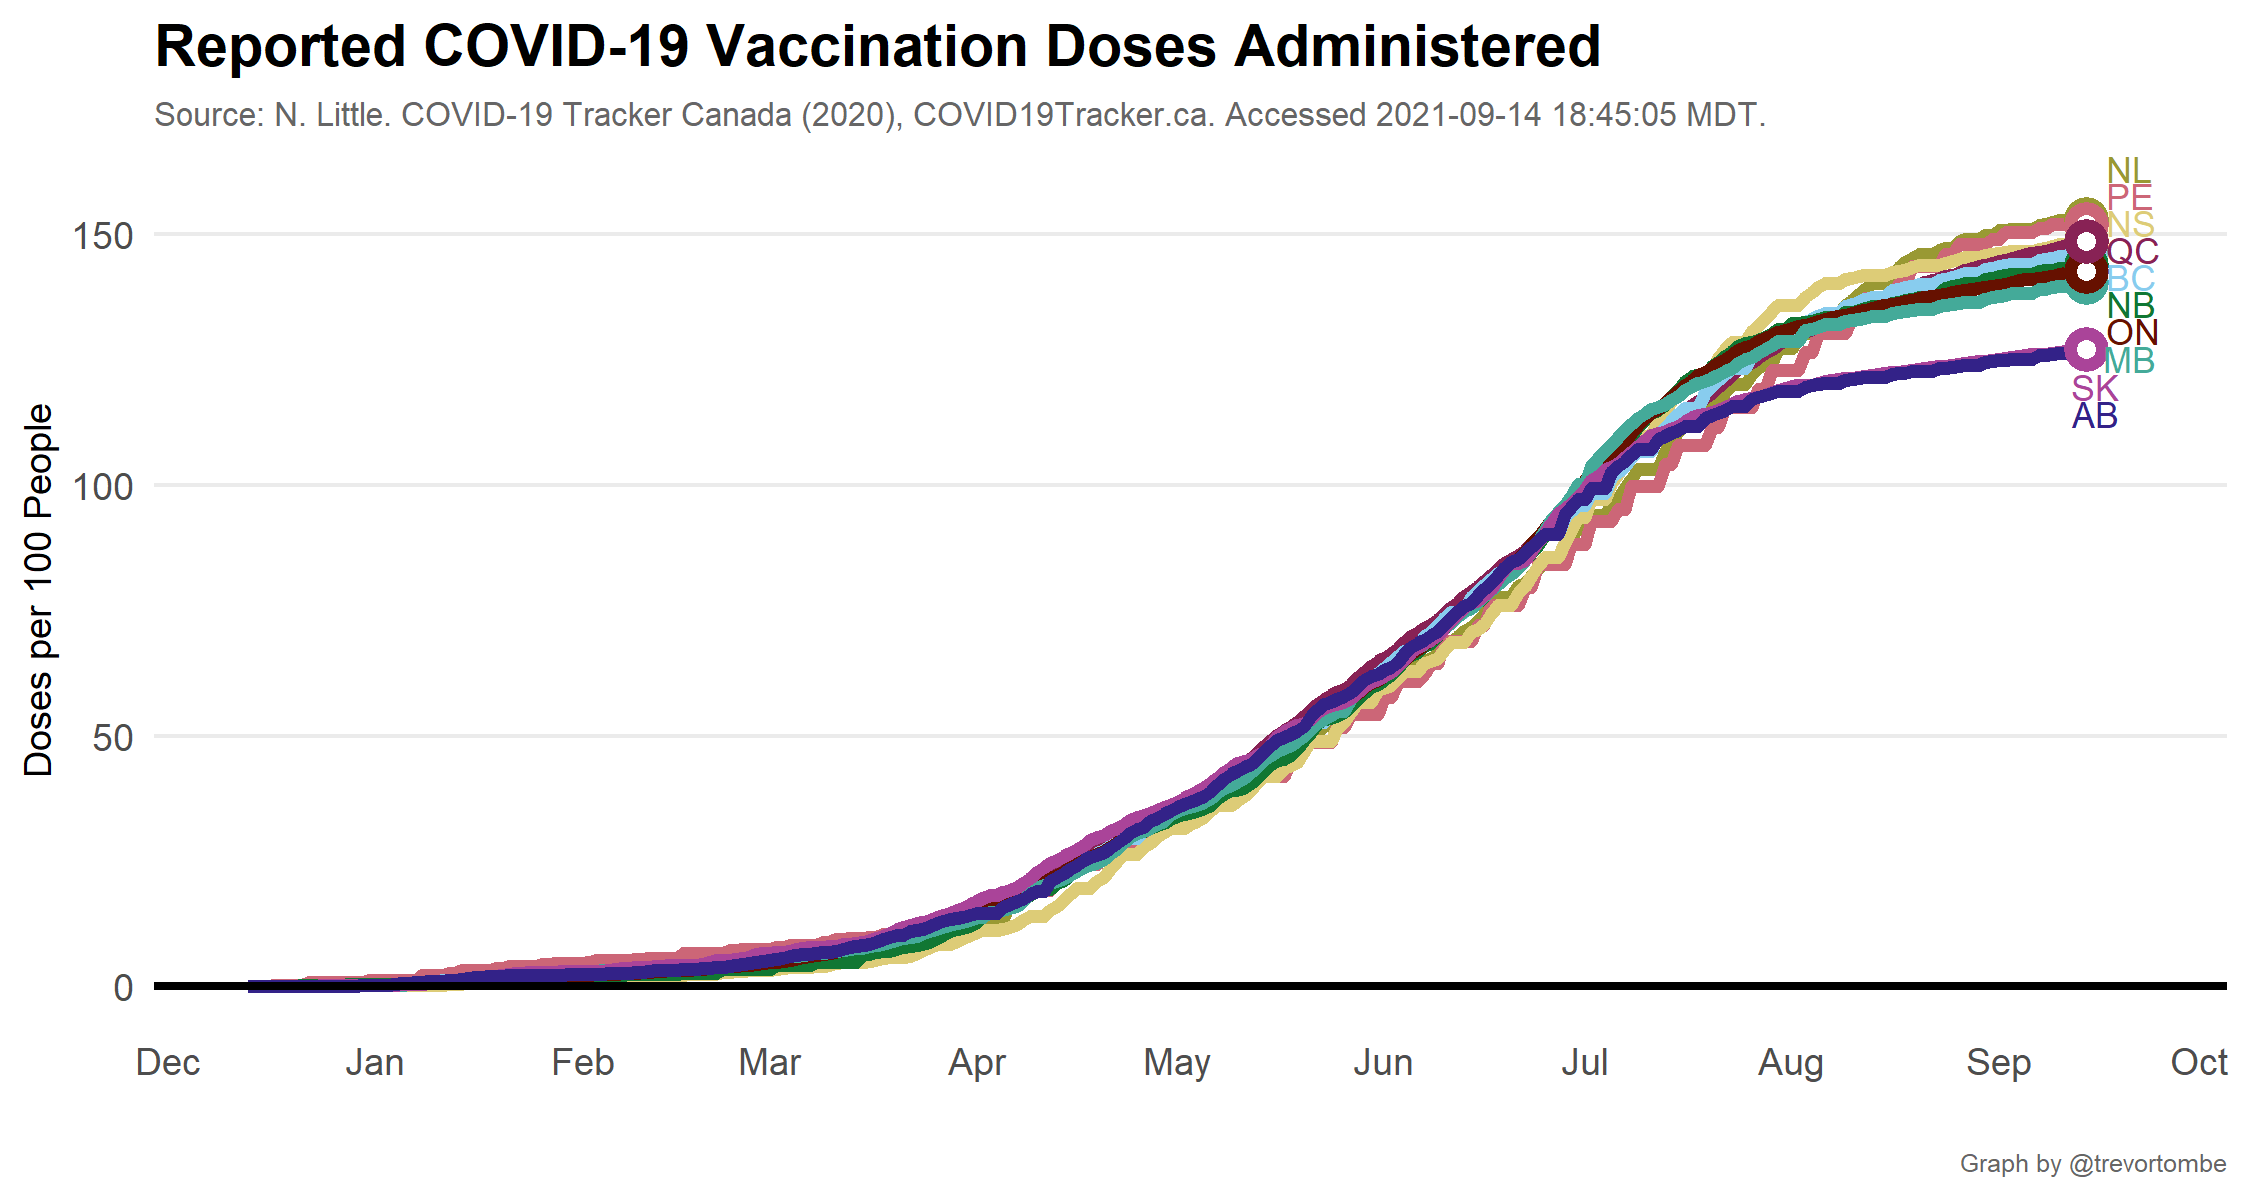 Reported COVID-19 Vaccination Doses Administered
Source: N. Little. COVID-19 Tracker Canada (2020), COVID19Tracker.ca. Accessed 2021-09-14 18:45:05 MDT.
NL
PE
NS
QC
BC
NB
ON
MB
SK
AB
150
100
50
0
Doses per 100 People
Dec Jan Feb Mar Apr May Jun Jul Aug Sep Oct
Graph by @trevortombe